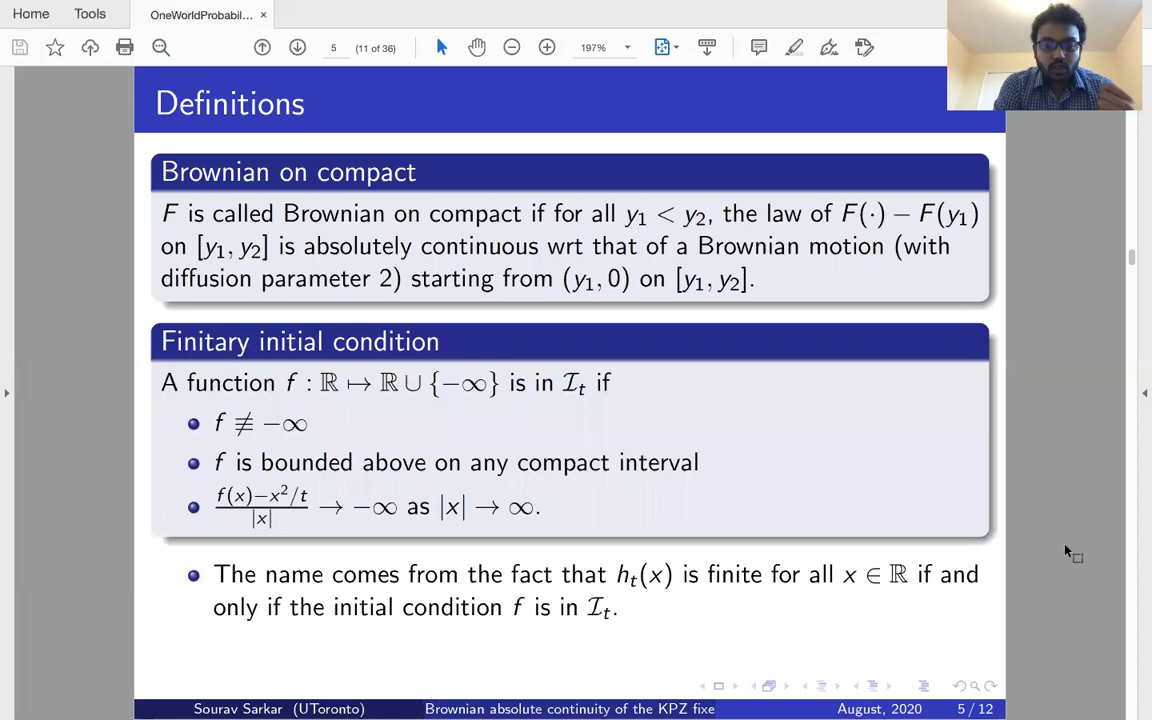 Home Tools OneWorldProbabil... ×
5 (11 of 36) 197%
Definitions
Brownian on compact
F is called Brownian on compact if for all y₁ < y₂, the law of F(·) − F(y₁)
on [y₁, y₂] is absolutely continuous wrt that of a Brownian motion (with
diffusion parameter 2) starting from (y₁, 0) on [y₁, y₂].
Finitary initial condition
A function f : ℝ ↦ ℝ ∪ {−∞} is in ℐₜ if
f ≢ −∞
f is bounded above on any compact interval
(f(x)−x²/t)/|x| → −∞ as |x| → ∞.
The name comes from the fact that hₜ(x) is finite for all x ∈ ℝ if and
only if the initial condition f is in ℐₜ.
Sourav Sarkar (UToronto) Brownian absolute continuity of the KPZ fixe August, 2020 5 / 12